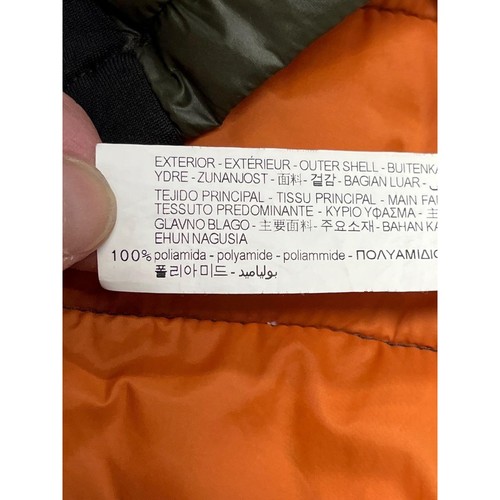 EXTERIOR - EXTÉRIEUR - OUTER SHELL - BUITENKA
YDRE - ZUNANJOST - 面料 - 겉감 - BAGIAN LUAR -
TEJIDO PRINCIPAL - TISSU PRINCIPAL - MAIN FA
TESSUTO PREDOMINANTE - ΚΥΡΙΟ ΥΦΑΣΜΑ - 主
GLAVNO BLAGO - 主要面料 - 주요소재 - BAHAN KA
EHUN NAGUSIA
100% poliamida - polyamide - poliammide - ΠΟΛΥΑΜΙΔΙΟ
폴리아미드 - بولياميد